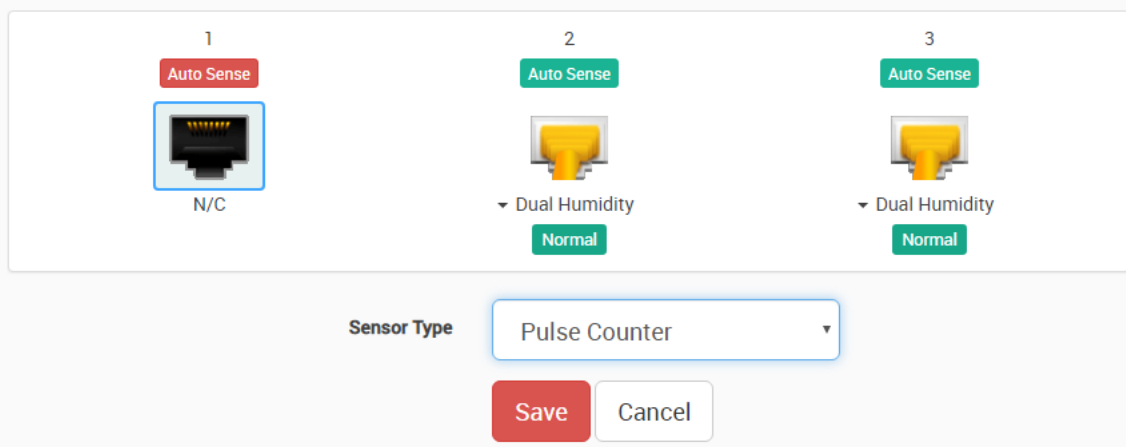 1 2 3
Auto Sense Auto Sense Auto Sense
N/C Dual Humidity Dual Humidity
Normal Normal
Sensor Type Pulse Counter
Save Cancel